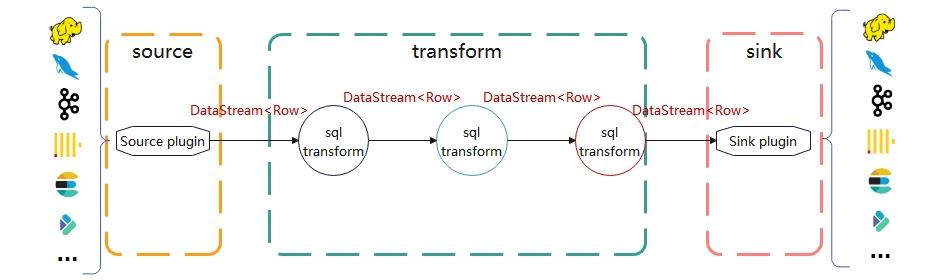 source
transform
sink
DataStream<Row>
DataStream<Row>
DataStream<Row>
DataStream<Row>
Source plugin
sql
transform
sql
transform
sql
transform
Sink plugin
...
...